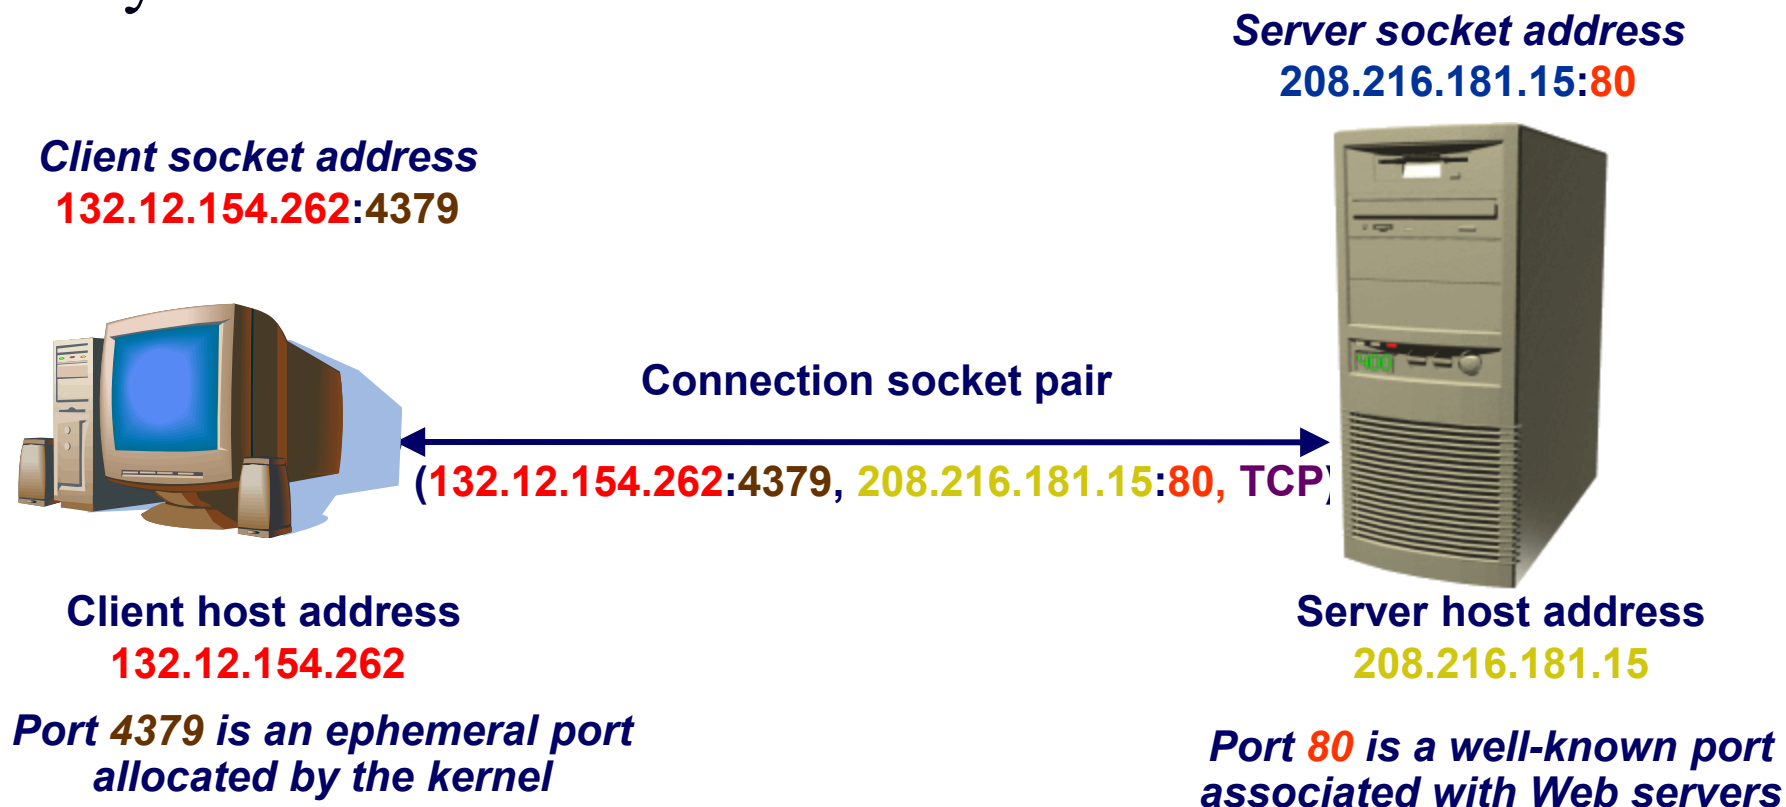 y
Server socket address
208.216.181.15:80
Client socket address
132.12.154.262:4379
400
Connection socket pair
(132.12.154.262:4379, 208.216.181.15:80, TCP)
Client host address
132.12.154.262
Server host address
208.216.181.15
Port 4379 is an ephemeral port
allocated by the kernel
Port 80 is a well-known port
associated with Web servers